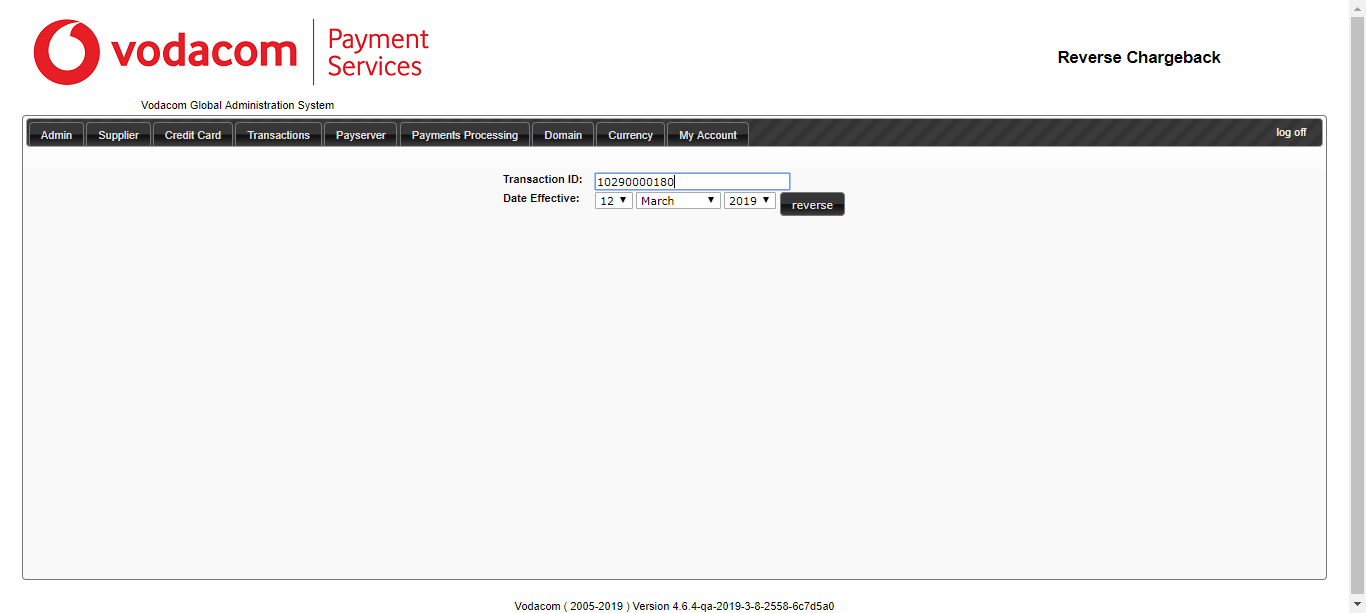 vodacom
Payment
Services
Reverse Chargeback
Vodacom Global Administration System
Admin Supplier Credit Card Transactions Payserver Payments Processing Domain Currency My Account log off
Transaction ID: 10290000180
Date Effective: 12 March 2019 reverse
Vodacom ( 2005-2019 ) Version 4.6.4-qa-2019-3-8-2558-6c7d5a0